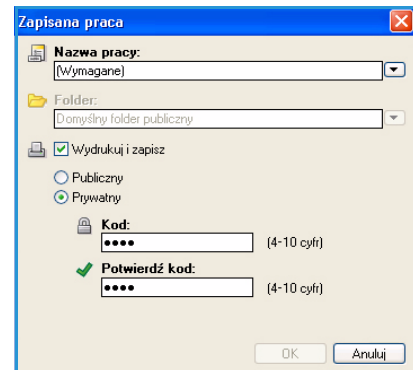 Zapisana praca
Nazwa pracy:
(Wymagane)
Folder:
Domyślny folder publiczny
Wydrukuj i zapisz
Publiczny
Prywatny
Kod:
●●●● (4-10 cyfr)
Potwierdź kod:
●●●● (4-10 cyfr)
OK Anuluj